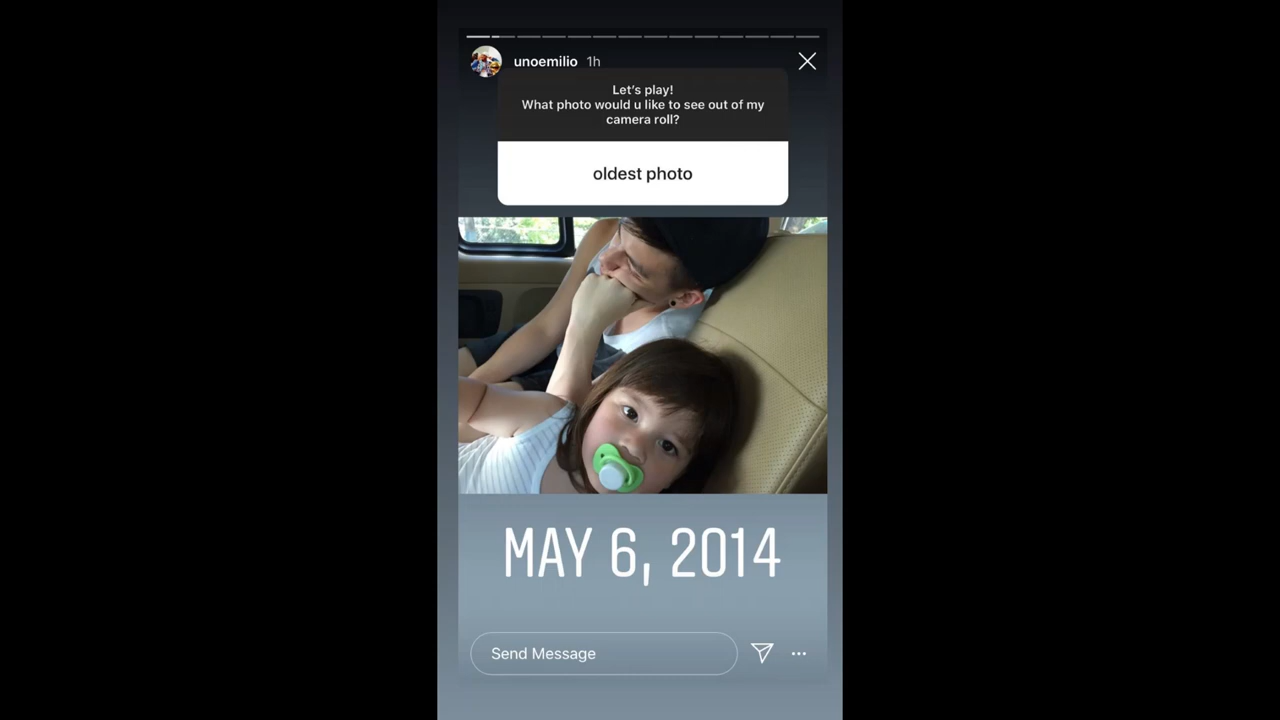 unoemilio 1h
Let's play!
What photo would u like to see out of my
camera roll?
oldest photo
MAY 6, 2014
Send Message